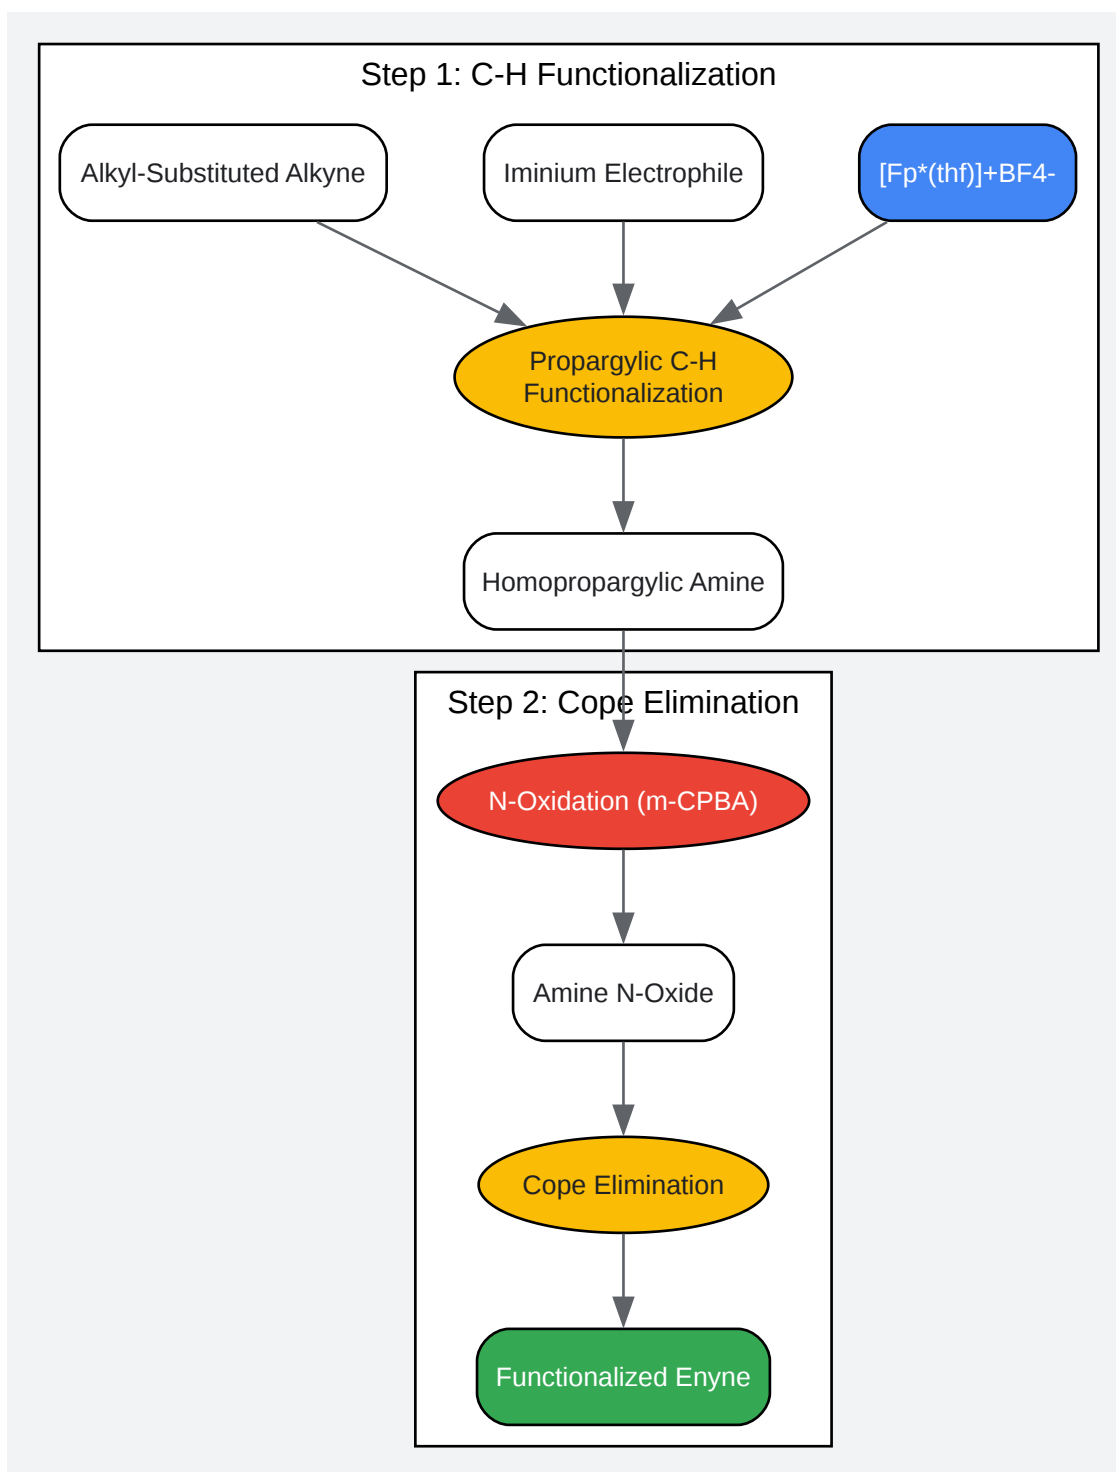 Step 1: C-H Functionalization
Alkyl-Substituted Alkyne
Iminium Electrophile
[Fp*(thf)]+BF4-
Propargylic C-H
Functionalization
Homopropargylic Amine
Step 2: Cope Elimination
N-Oxidation (m-CPBA)
Amine N-Oxide
Cope Elimination
Functionalized Enyne